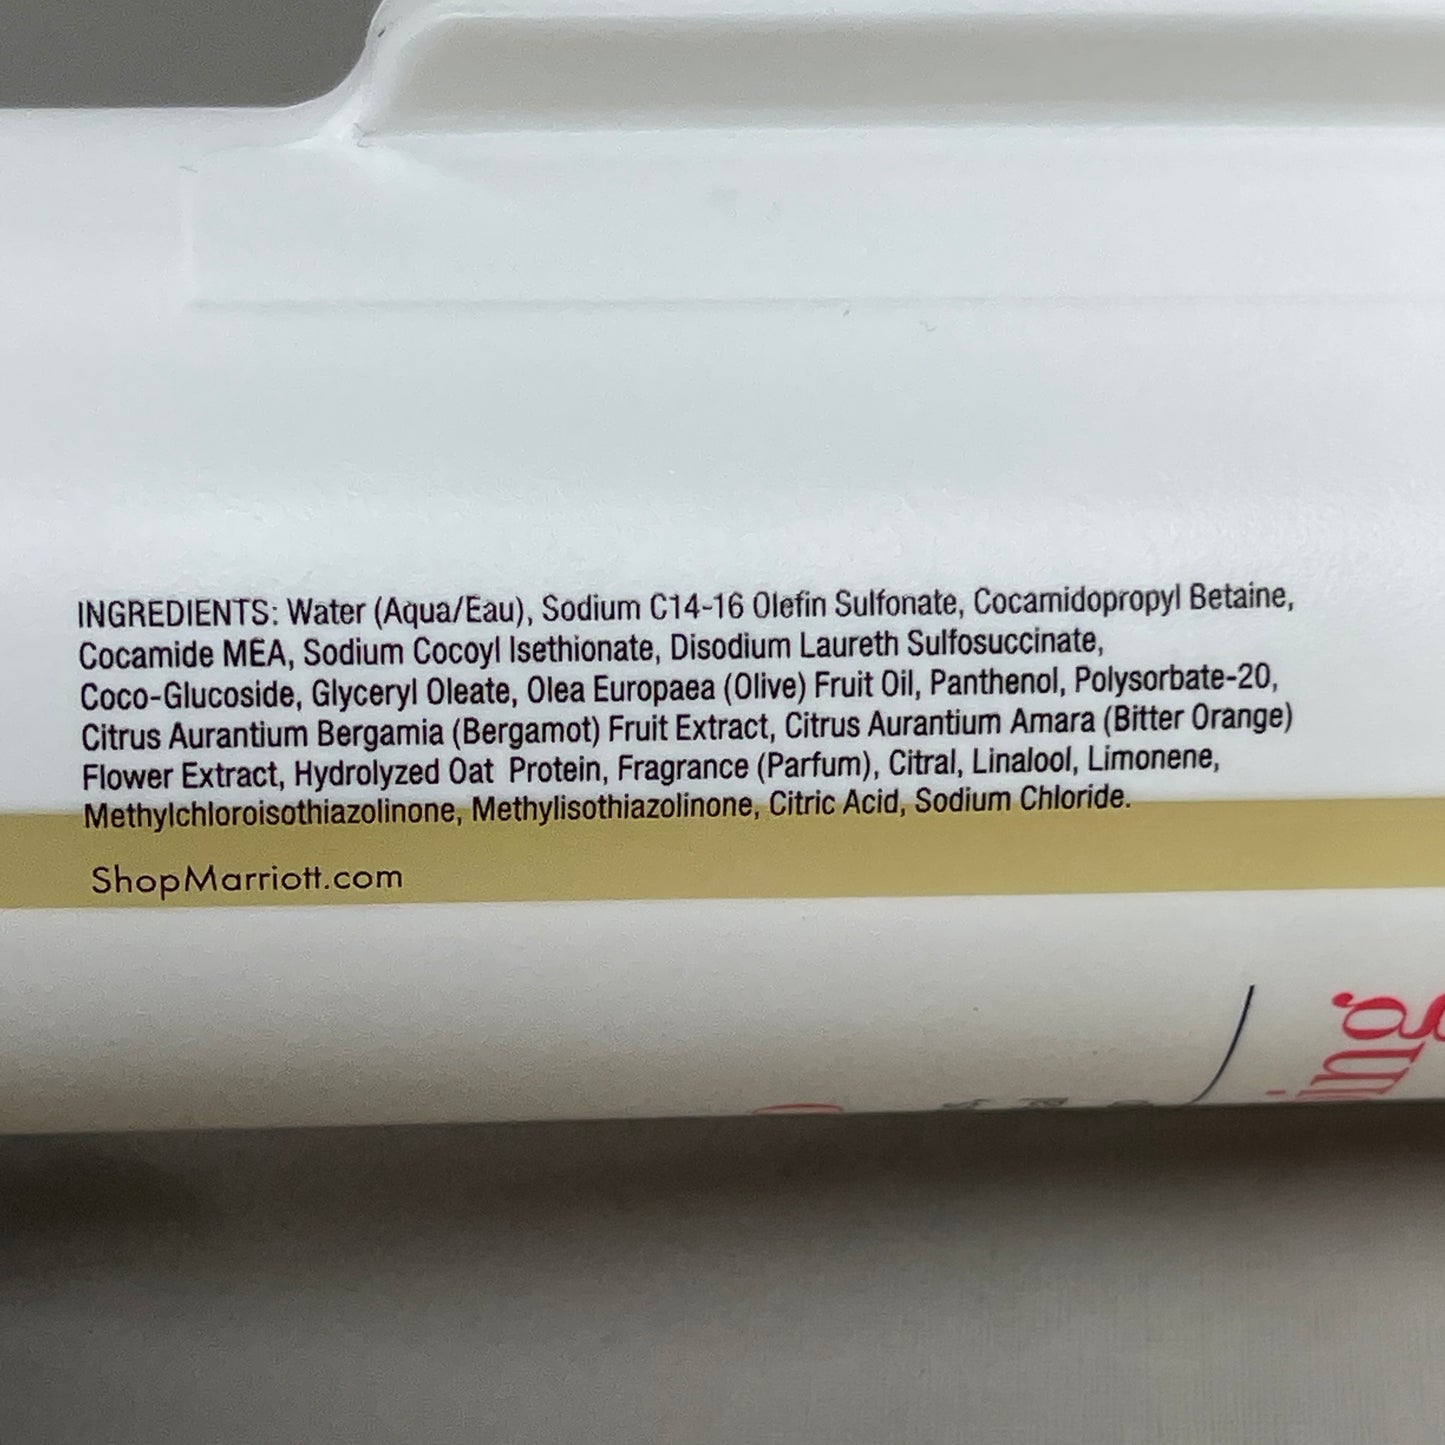 INGREDIENTS: Water (Aqua/Eau), Sodium C14-16 Olefin Sulfonate, Cocamidopropyl Betaine,
Cocamide MEA, Sodium Cocoyl Isethionate, Disodium Laureth Sulfosuccinate,
Coco-Glucoside, Glyceryl Oleate, Olea Europaea (Olive) Fruit Oil, Panthenol, Polysorbate-20,
Citrus Aurantium Bergamia (Bergamot) Fruit Extract, Citrus Aurantium Amara (Bitter Orange)
Flower Extract, Hydrolyzed Oat Protein, Fragrance (Parfum), Citral, Linalool, Limonene,
Methylchloroisothiazolinone, Methylisothiazolinone, Citric Acid, Sodium Chloride.
ShopMarriott.com